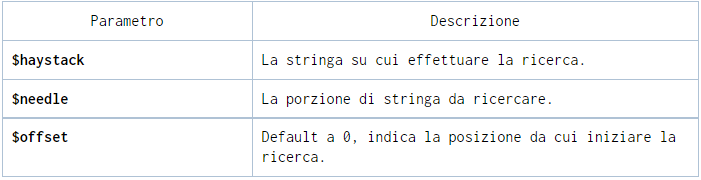 Parametro Descrizione
$haystack La stringa su cui effettuare la ricerca.
$needle La porzione di stringa da ricercare.
$offset Default a 0, indica la posizione da cui iniziare la
ricerca.